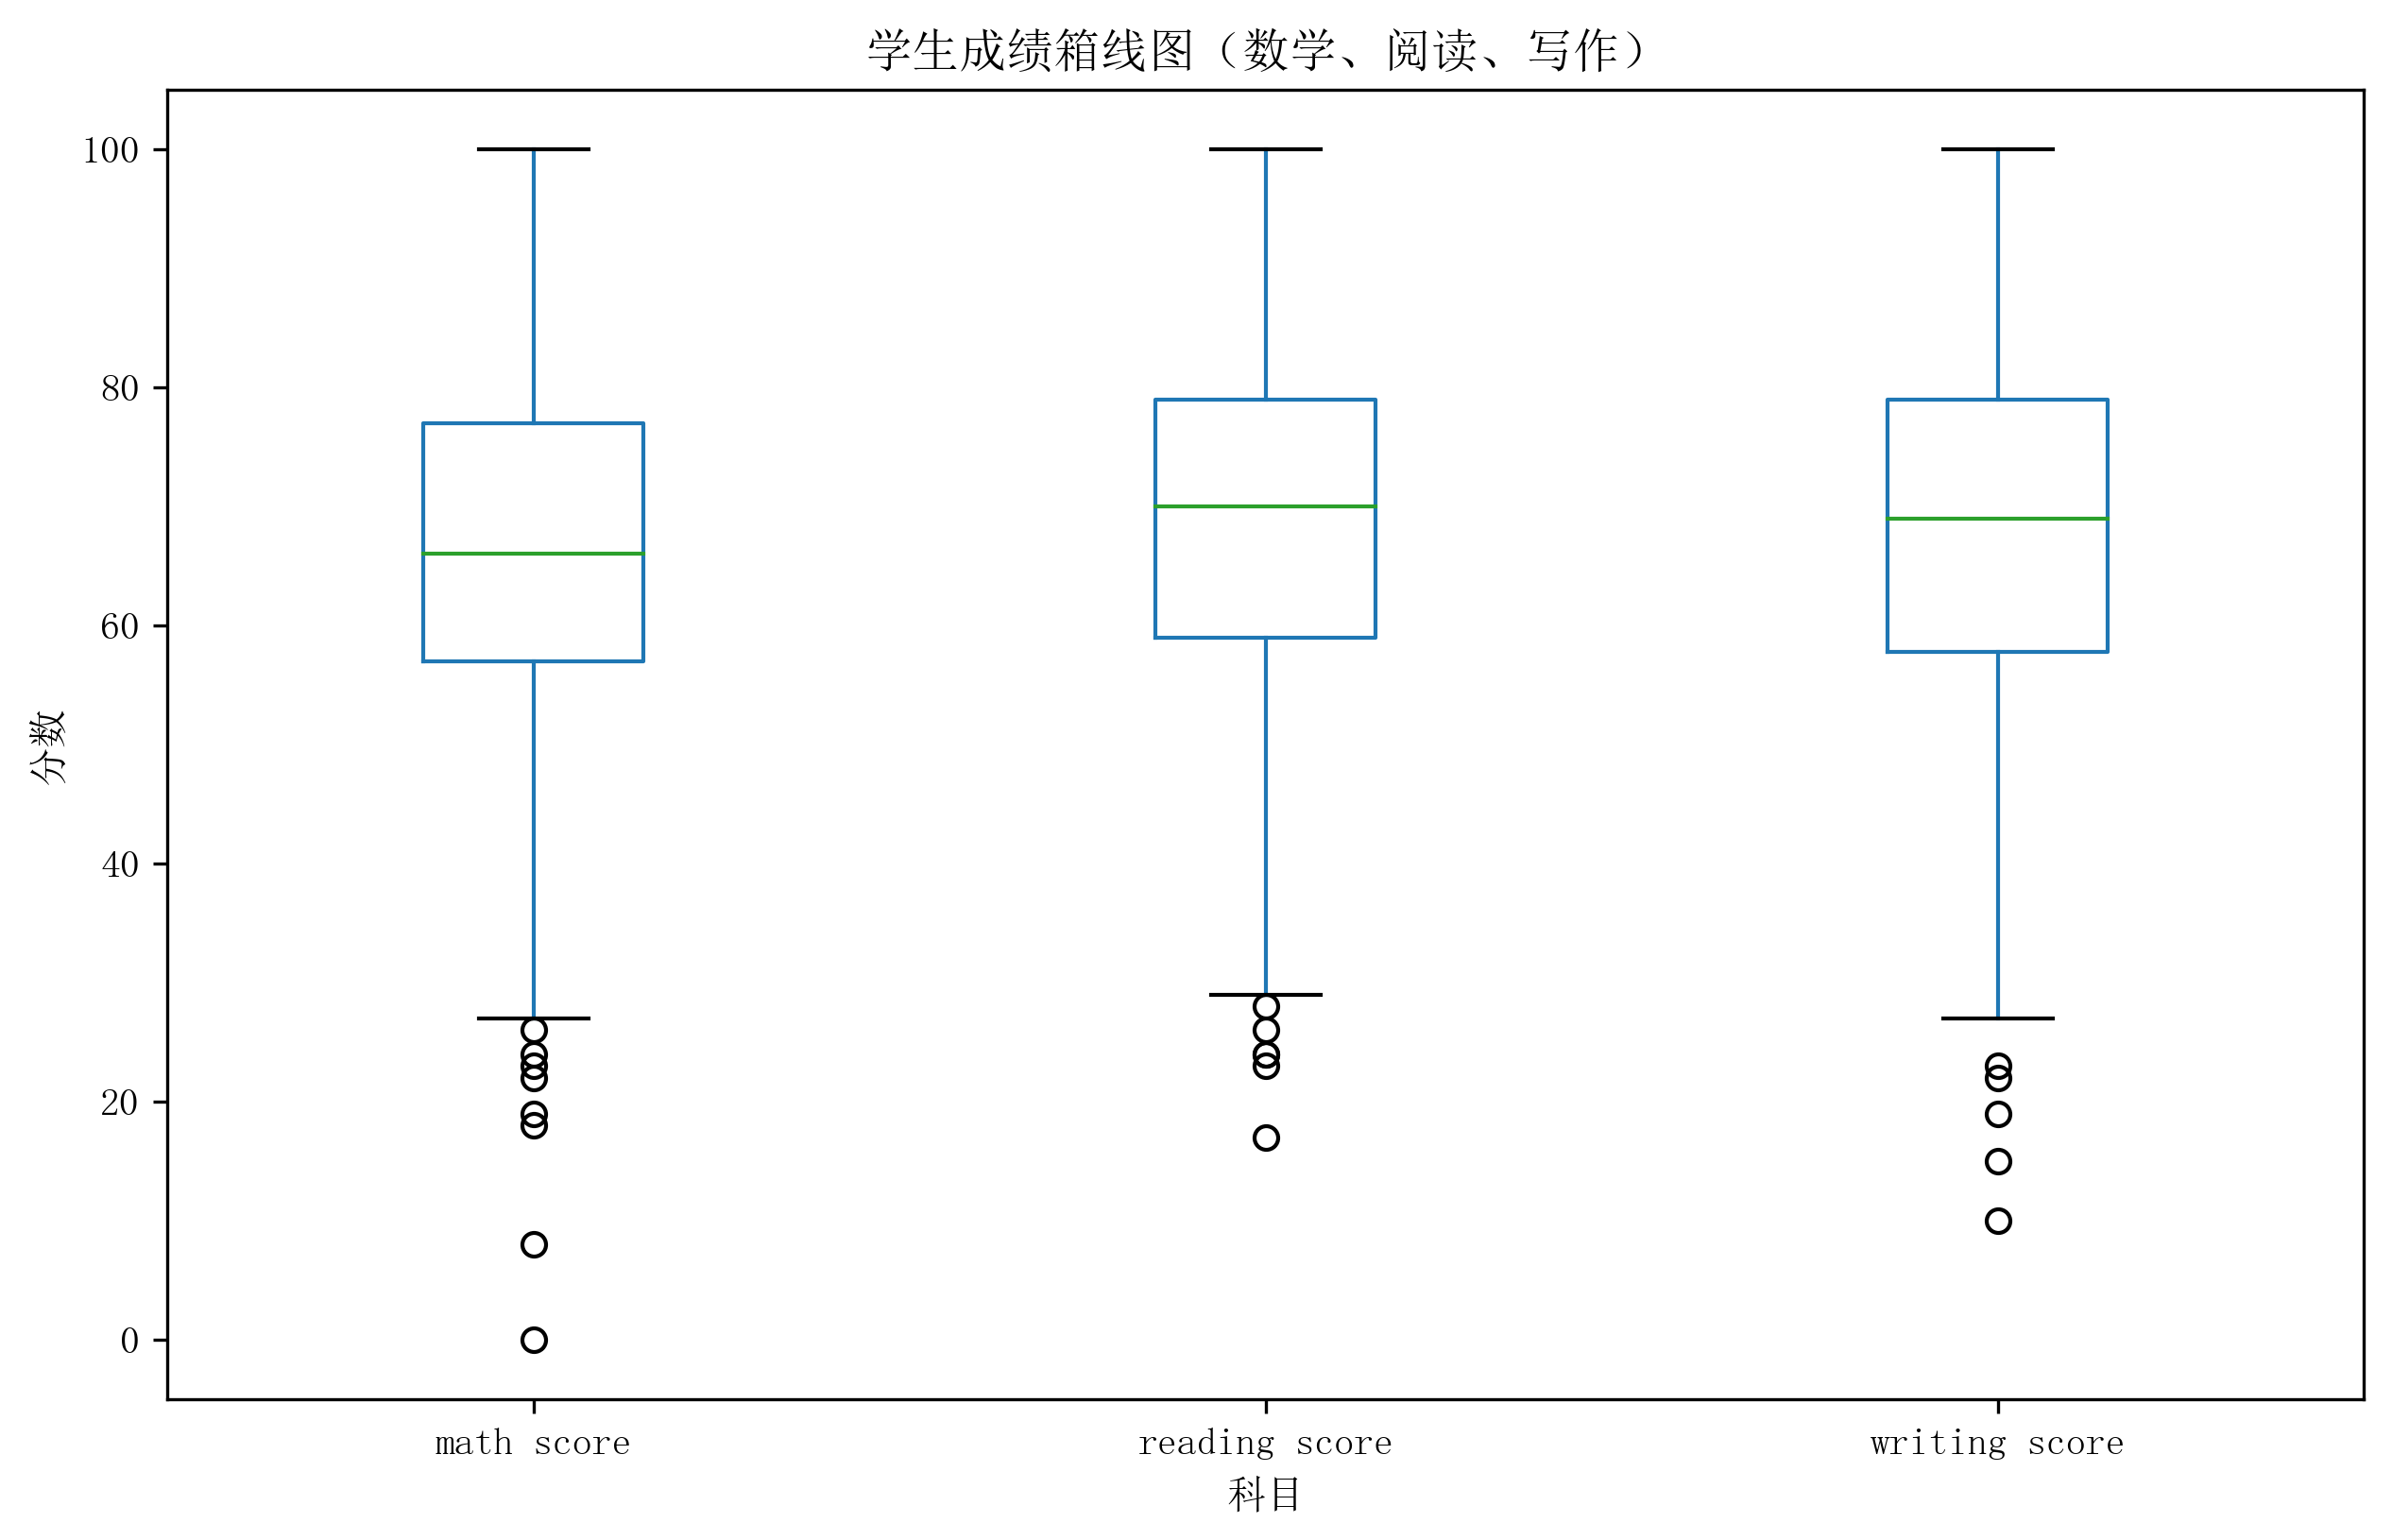 学生成绩箱线图（数学、阅读、写作）
100
80
60
40
20
0
分数
math score
reading score
writing score
科目